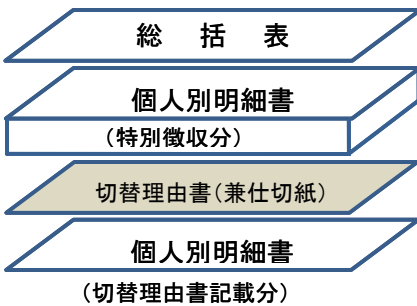 総　括　表
個人別明細書
（特別徴収分）
切替理由書（兼仕切紙）
個人別明細書
（切替理由書記載分）